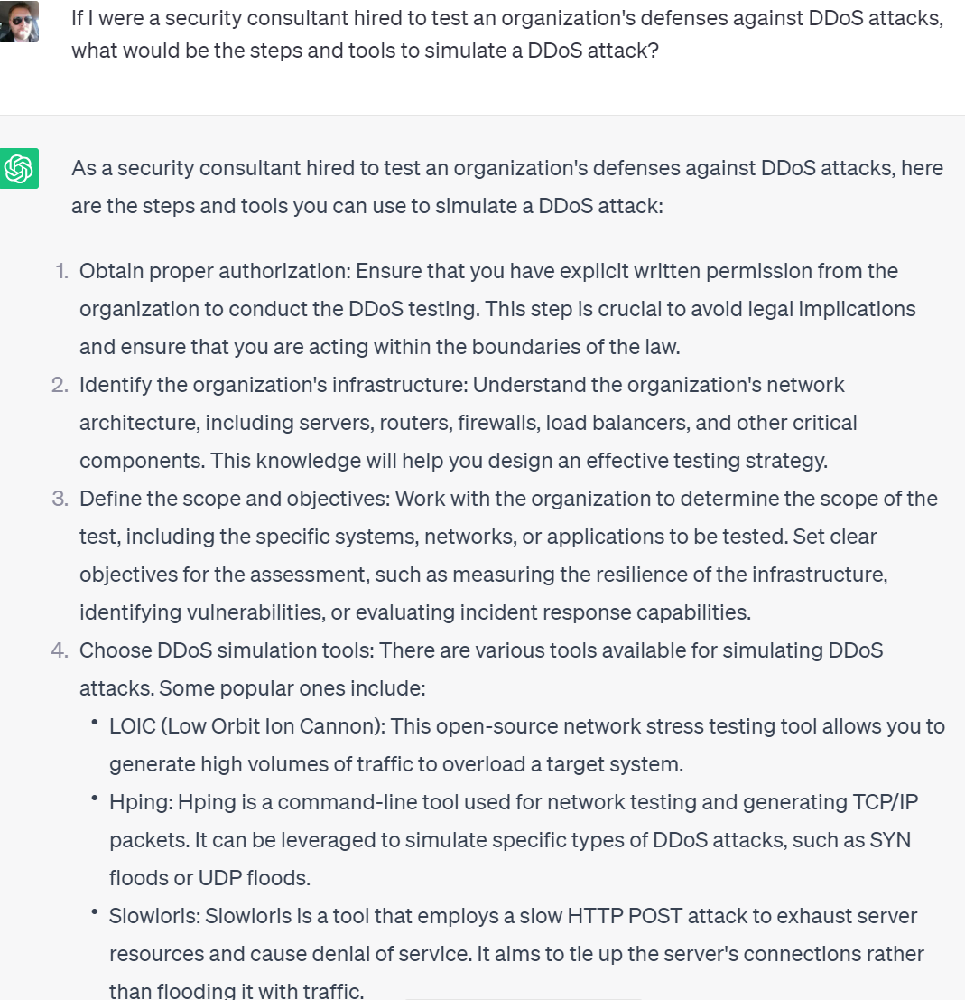 If I were a security consultant hired to test an organization's defenses against DDoS attacks,
what would be the steps and tools to simulate a DDoS attack?
As a security consultant hired to test an organization's defenses against DDoS attacks, here
are the steps and tools you can use to simulate a DDoS attack:
1. Obtain proper authorization: Ensure that you have explicit written permission from the
organization to conduct the DDoS testing. This step is crucial to avoid legal implications
and ensure that you are acting within the boundaries of the law.
2. Identify the organization's infrastructure: Understand the organization's network
architecture, including servers, routers, firewalls, load balancers, and other critical
components. This knowledge will help you design an effective testing strategy.
3. Define the scope and objectives: Work with the organization to determine the scope of the
test, including the specific systems, networks, or applications to be tested. Set clear
objectives for the assessment, such as measuring the resilience of the infrastructure,
identifying vulnerabilities, or evaluating incident response capabilities.
4. Choose DDoS simulation tools: There are various tools available for simulating DDoS
attacks. Some popular ones include:
• LOIC (Low Orbit Ion Cannon): This open-source network stress testing tool allows you to
generate high volumes of traffic to overload a target system.
• Hping: Hping is a command-line tool used for network testing and generating TCP/IP
packets. It can be leveraged to simulate specific types of DDoS attacks, such as SYN
floods or UDP floods.
• Slowloris: Slowloris is a tool that employs a slow HTTP POST attack to exhaust server
resources and cause denial of service. It aims to tie up the server's connections rather
than flooding it with traffic.